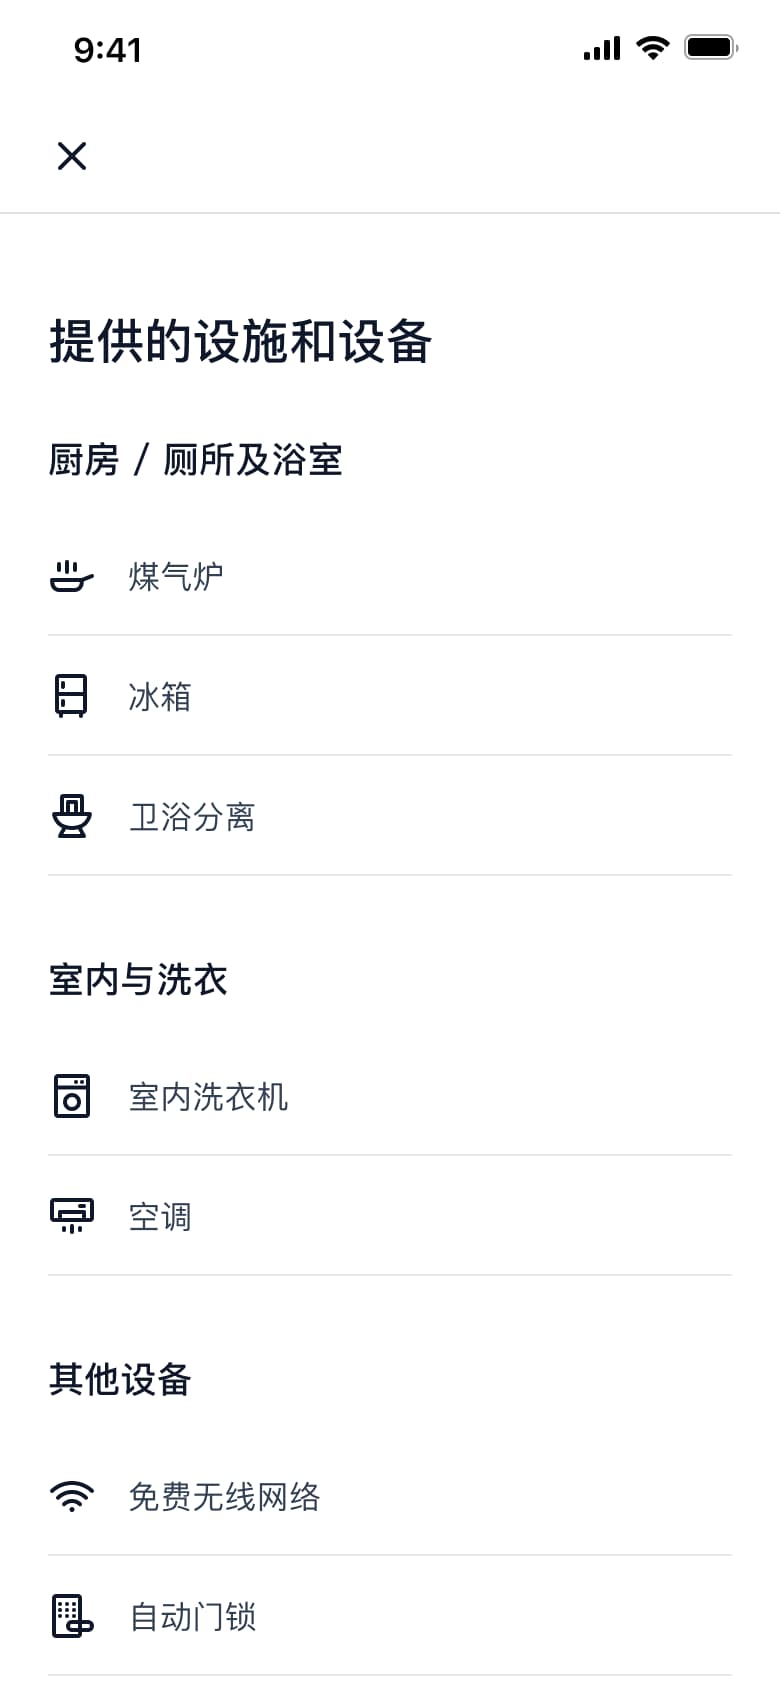 9:41
提供的设施和设备
厨房 / 厕所及浴室
煤气炉
冰箱
卫浴分离
室内与洗衣
室内洗衣机
空调
其他设备
免费无线网络
自动门锁